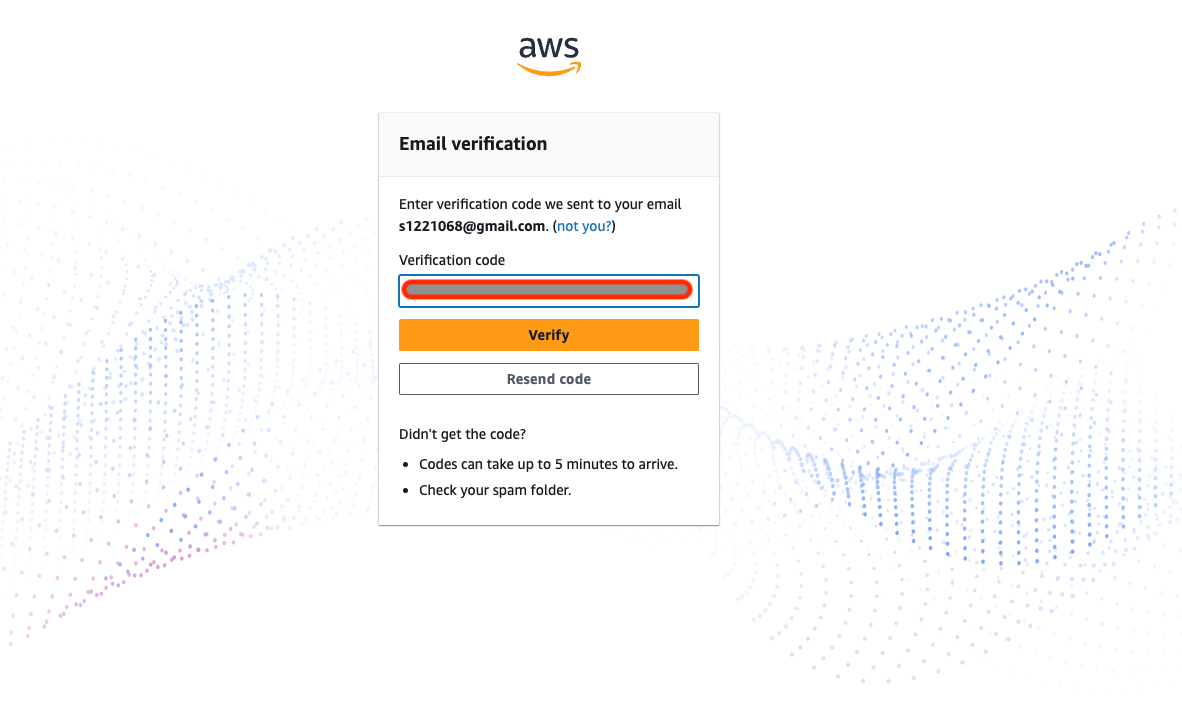 aws
Email verification
Enter verification code we sent to your email
s1221068@gmail.com. (not you?)
Verification code
Verify
Resend code
Didn't get the code?
• Codes can take up to 5 minutes to arrive.
• Check your spam folder.